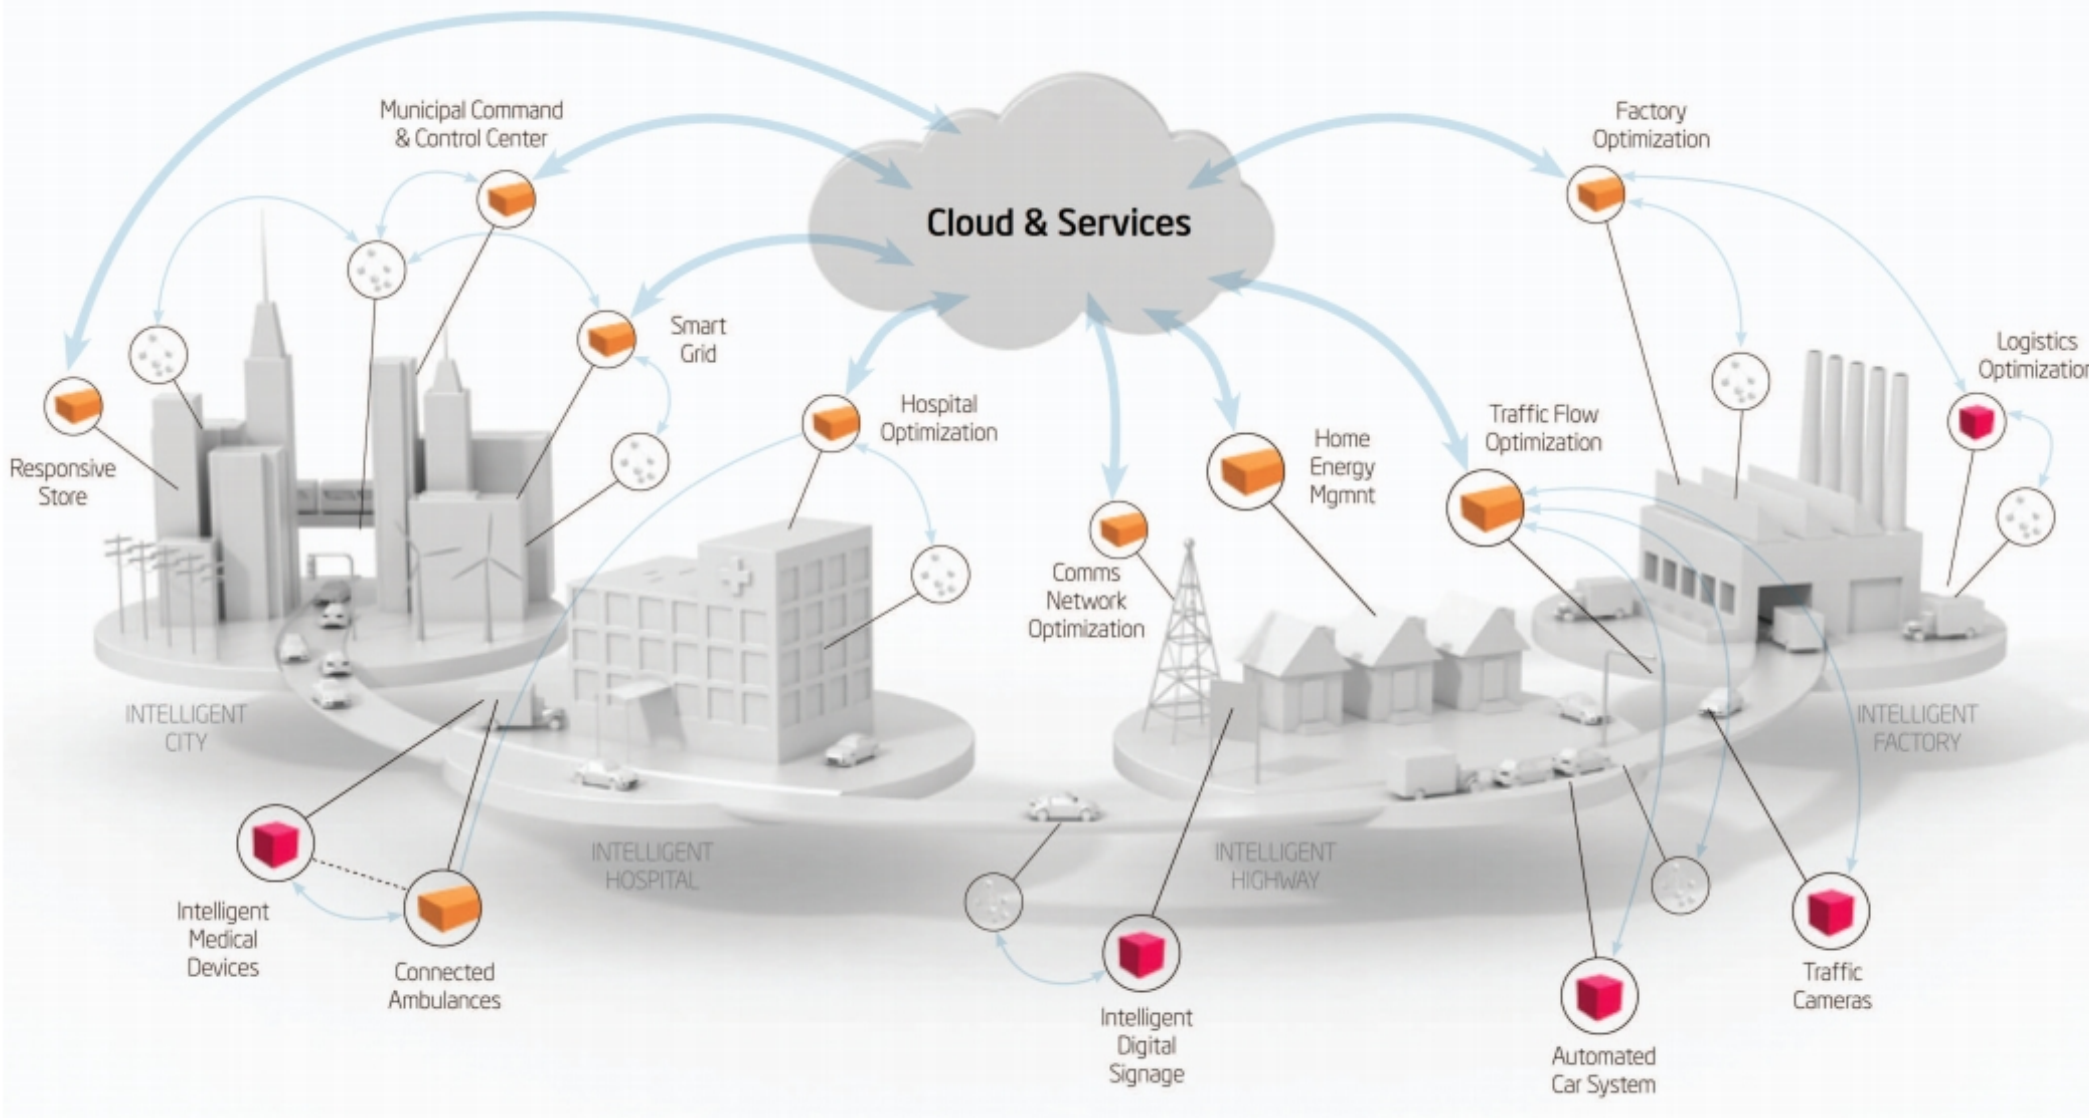 Municipal Command
& Control Center
Factory
Optimization
Cloud & Services
Smart
Grid
Logistics
Optimization
Hospital
Optimization
Traffic Flow
Optimization
Home
Energy
Mgmnt
Responsive
Store
Comms
Network
Optimization
INTELLIGENT
CITY
INTELLIGENT
FACTORY
INTELLIGENT
HOSPITAL
INTELLIGENT
HIGHWAY
Intelligent
Medical
Devices
Connected
Ambulances
Traffic
Cameras
Intelligent
Digital
Signage
Automated
Car System